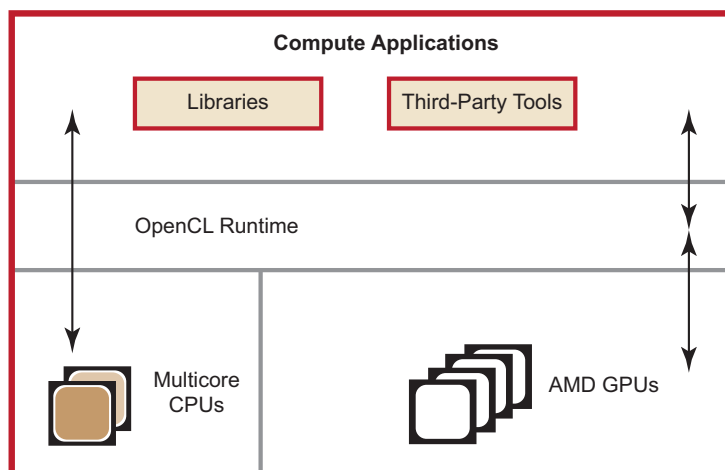 Compute Applications
Libraries
Third-Party Tools
OpenCL Runtime
Multicore
CPUs
AMD GPUs